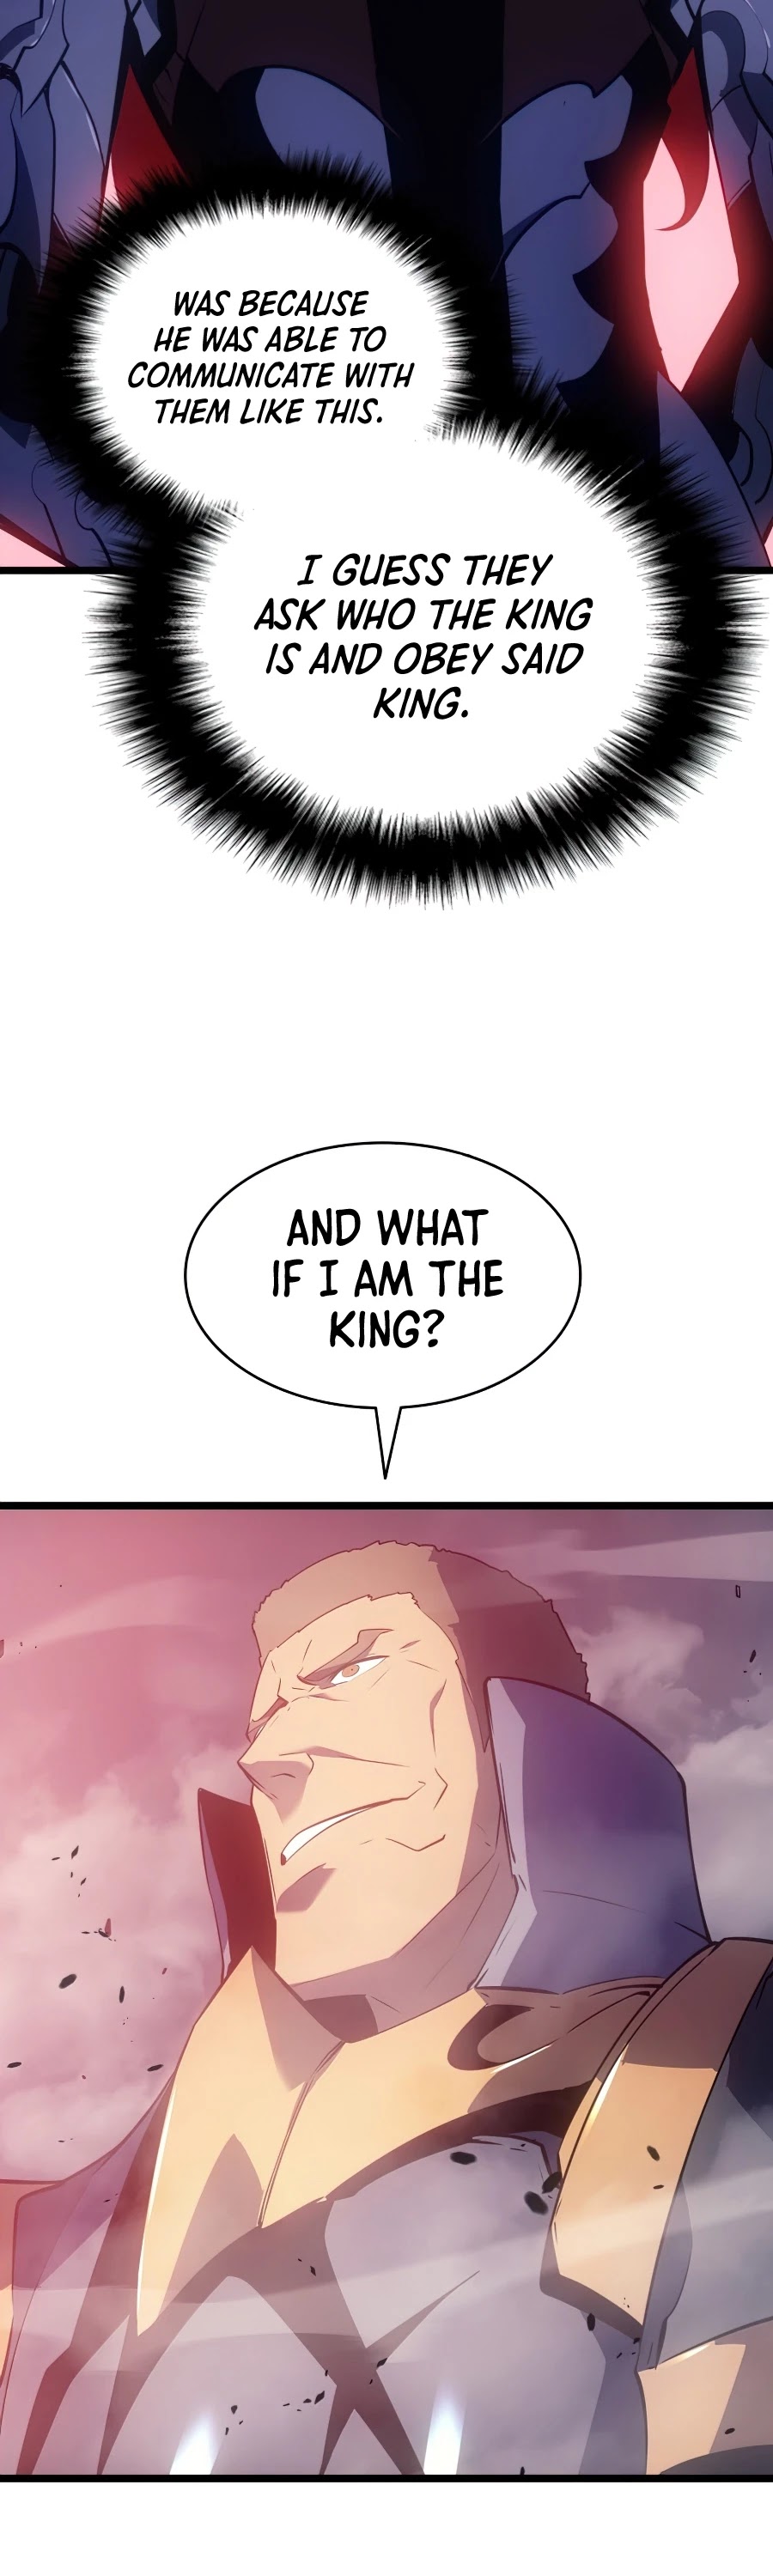 WAS BECAUSE
HE WAS ABLE TO
COMMUNICATE WITH
THEM LIKE THIS.
I GUESS THEY
ASK WHO THE KING
IS AND OBEY SAID
KING.
AND WHAT
IF I AM THE
KING?